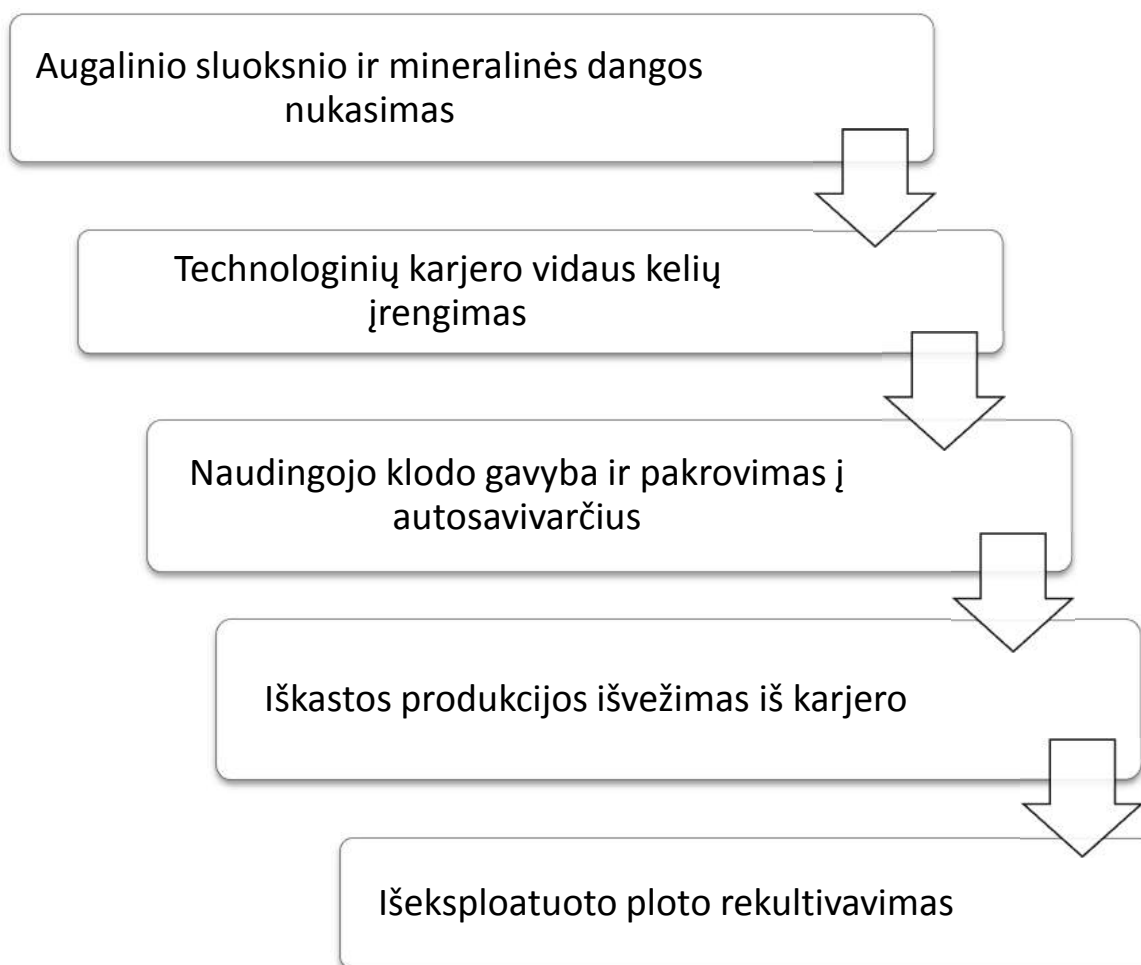 Augalinio sluoksnio ir mineralinės dangos
nukasimas
Technologinių karjero vidaus kelių
įrengimas
Naudingojo klodo gavyba ir pakrovimas į
autosavivarčius
Iškastos produkcijos išvežimas iš karjero
Išeksploatuoto ploto rekultivavimas